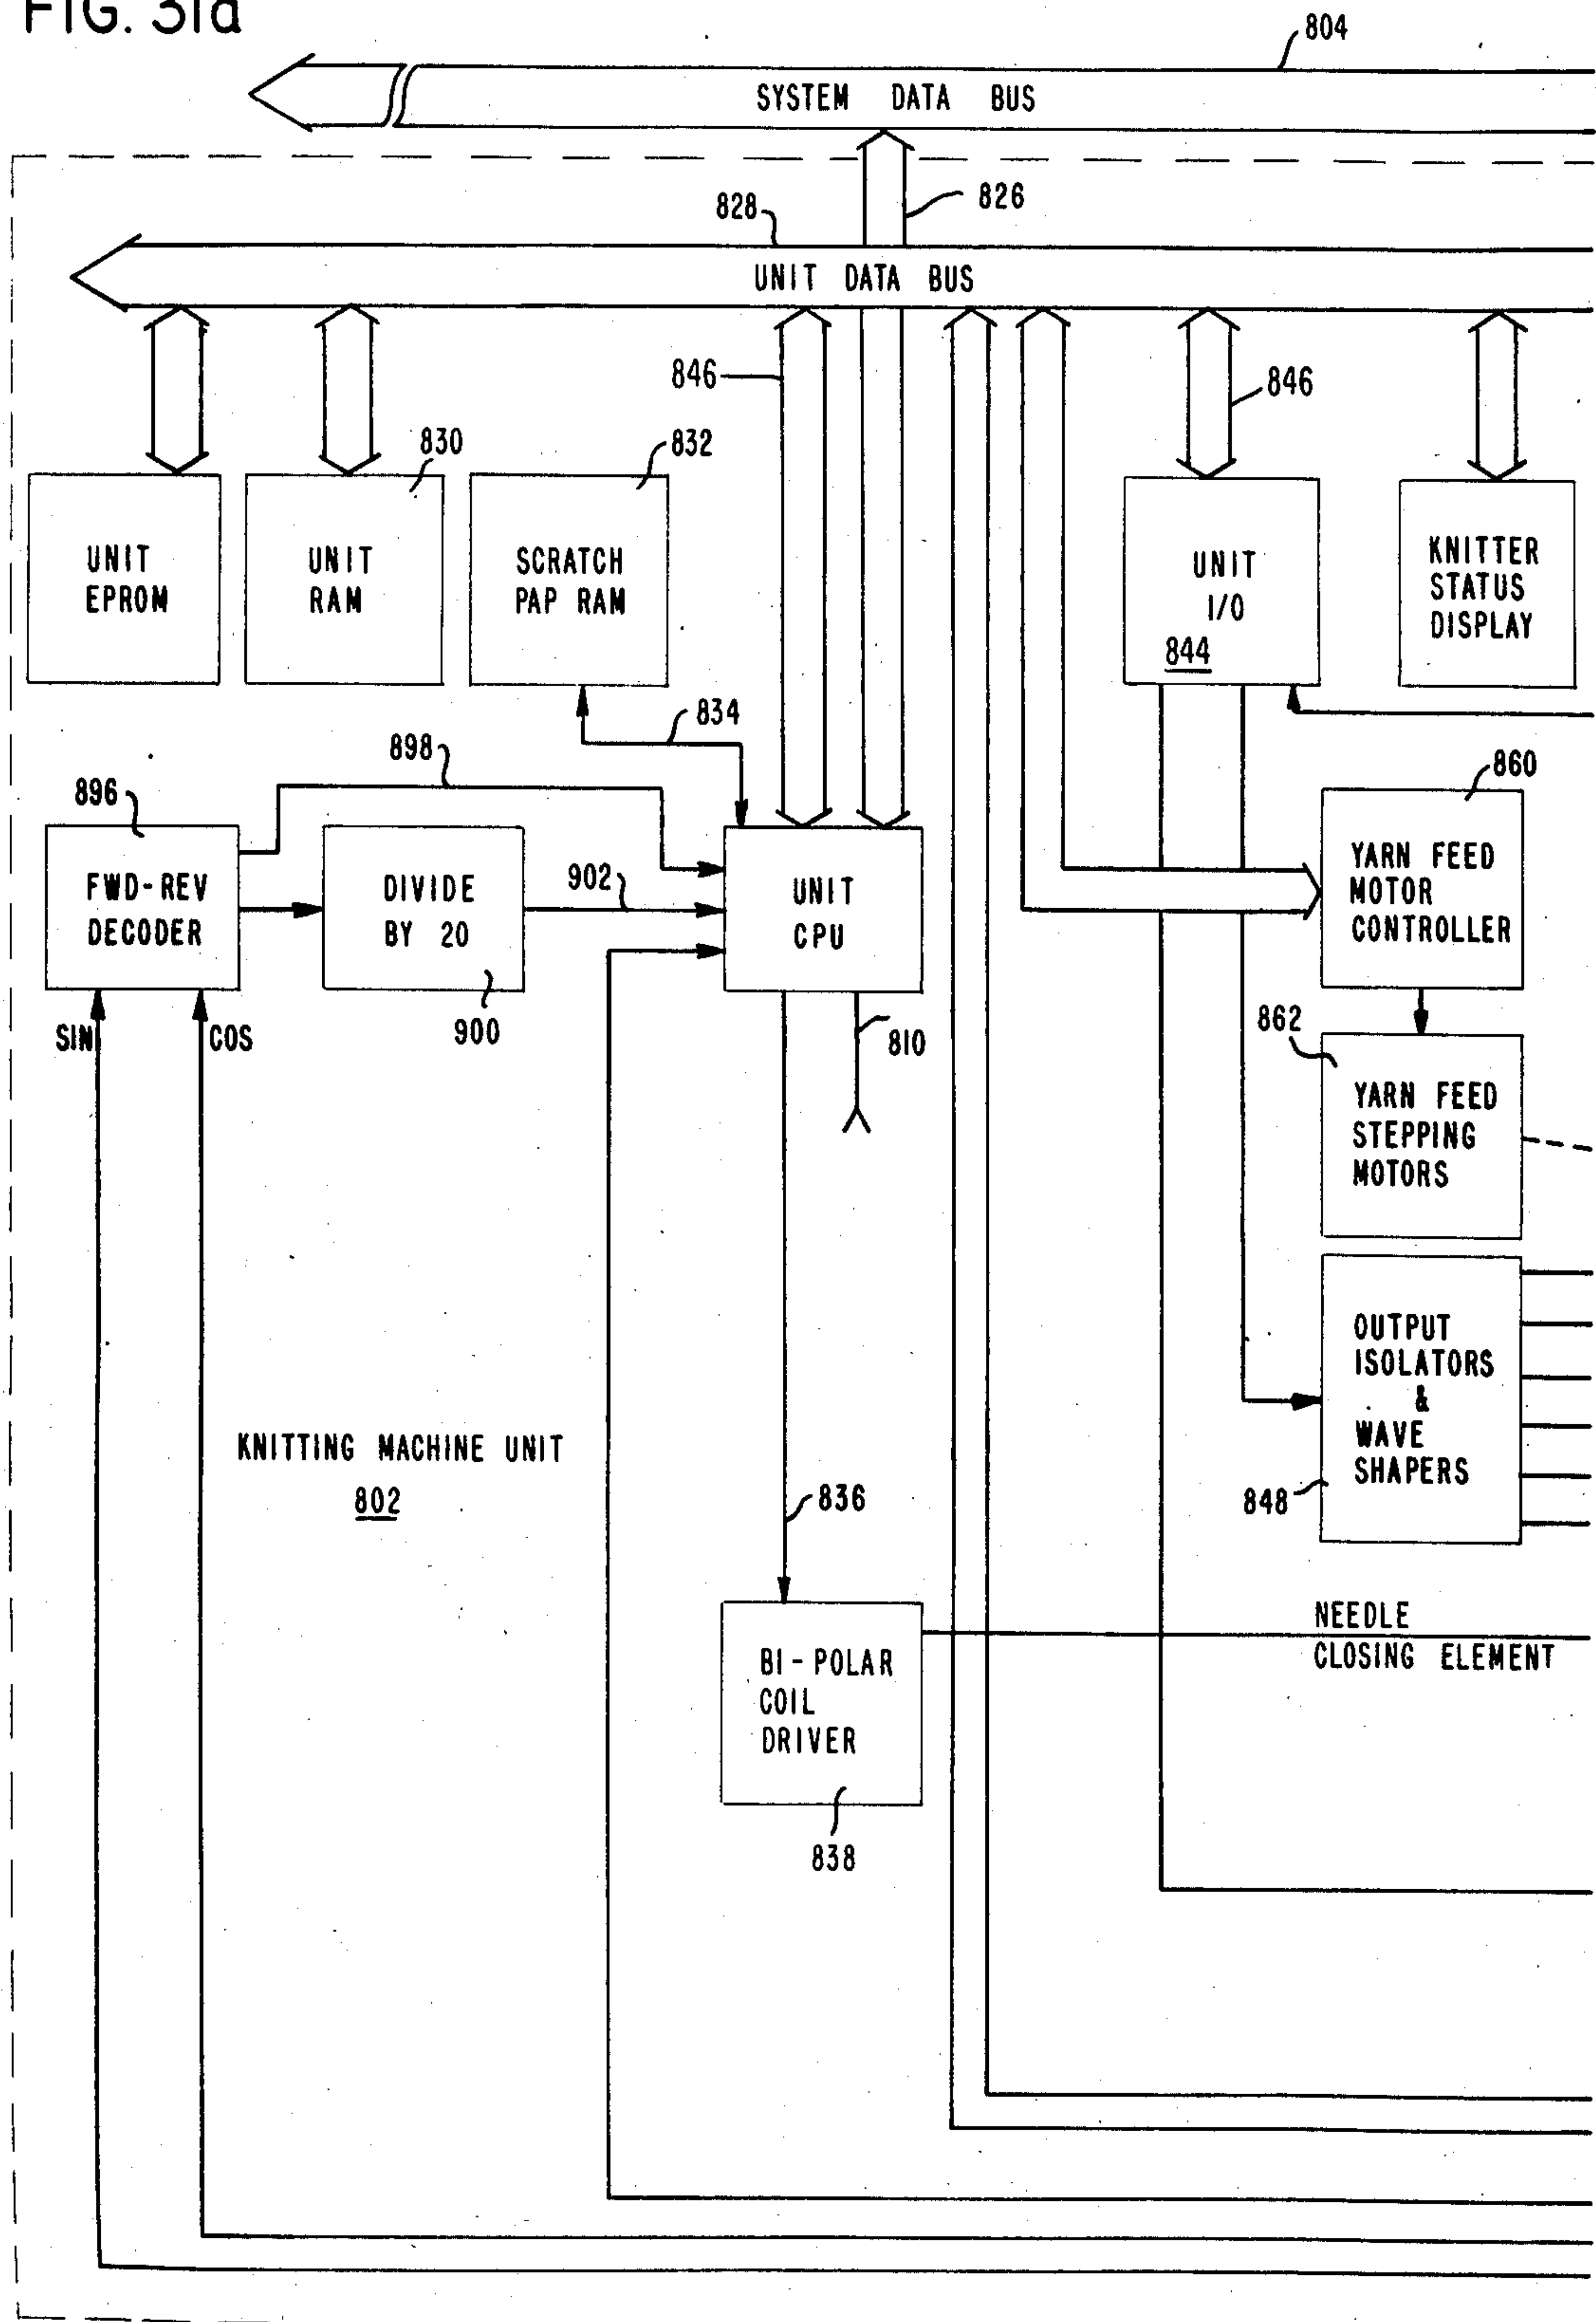 FIG. 31a
804
SYSTEM DATA BUS
826
828
UNIT DATA BUS
846
846
830
832
UNIT
EPROM
UNIT
RAM
SCRATCH
PAP RAM
UNIT
I/O
844
KNITTER
STATUS
DISPLAY
834
898
896
860
FWD-REV
DECODER
DIVIDE
BY 20
902
UNIT
CPU
YARN FEED
MOTOR
CONTROLLER
SIN
COS
900
810
862
YARN FEED
STEPPING
MOTORS
OUTPUT
ISOLATORS
&
WAVE
SHAPERS
848
KNITTING MACHINE UNIT
802
836
NEEDLE
CLOSING ELEMENT
BI-POLAR
COIL
DRIVER
838